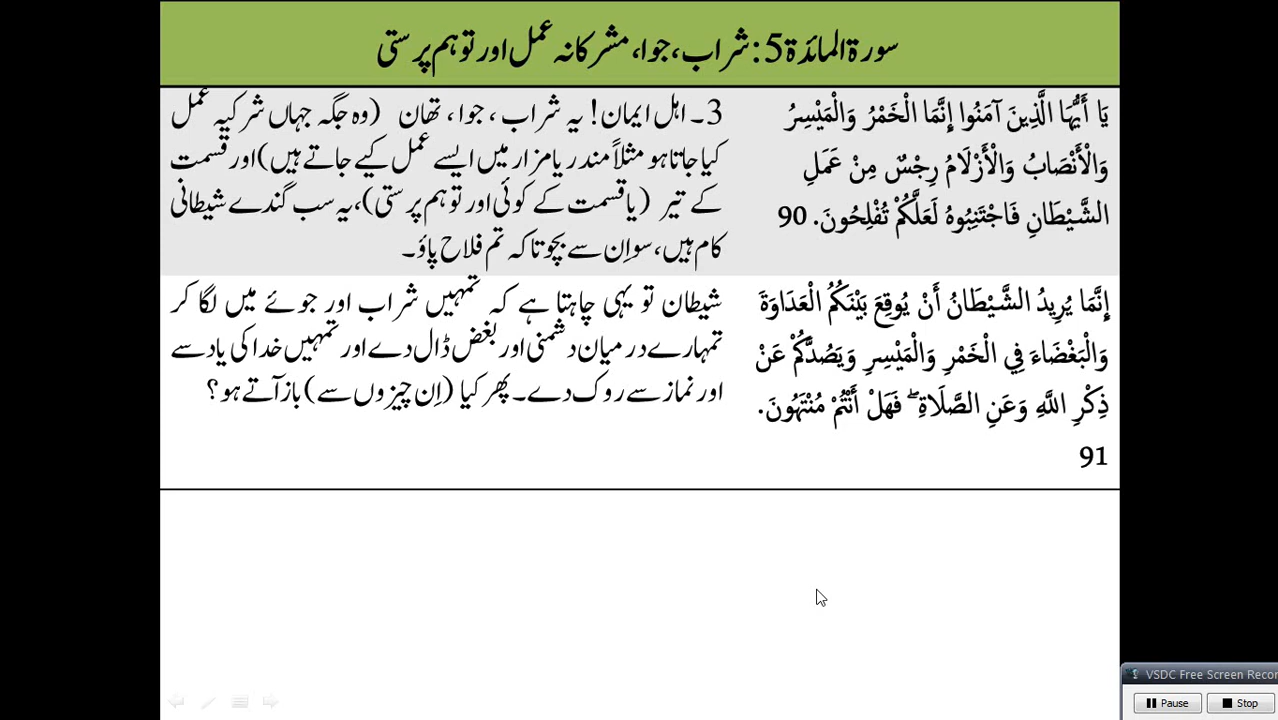 سورۃ المائدۃ 5: شراب، جوا، مشرکانہ عمل اور توہم پرستی
يَا أَيُّهَا الَّذِينَ آمَنُوا إِنَّمَا الْخَمْرُ وَالْمَيْسِرُ
وَالْأَنْصَابُ وَالْأَزْلَامُ رِجْسٌ مِنْ عَمَلِ
الشَّيْطَانِ فَاجْتَنِبُوهُ لَعَلَّكُمْ تُفْلِحُونَ. 90
3۔ اہل ایمان! یہ شراب، جوا، تھان (وہ جگہ جہاں شرکیہ عمل
کیا جاتا ہو مثلاً مندر یا مزار میں ایسے عمل کیے جاتے ہیں) اور قسمت
کے تیر (یا قسمت کے کوئی اور توہم پرستی)، یہ سب گندے شیطانی
کام ہیں، سو اِن سے بچو تاکہ تم فلاح پاؤ۔
إِنَّمَا يُرِيدُ الشَّيْطَانُ أَنْ يُوقِعَ بَيْنَكُمُ الْعَدَاوَةَ
وَالْبَغْضَاءَ فِي الْخَمْرِ وَالْمَيْسِرِ وَيَصُدَّكُمْ عَنْ
ذِكْرِ اللَّهِ وَعَنِ الصَّلَاةِ ۖ فَهَلْ أَنْتُمْ مُنْتَهُونَ.
91
شیطان تو یہی چاہتا ہے کہ تمہیں شراب اور جوئے میں لگا کر
تمہارے درمیان دشمنی اور بغض ڈال دے اور تمہیں خدا کی یاد سے
اور نماز سے روک دے۔ پھر کیا (اِن چیزوں سے) باز آتے ہو؟
VSDC Free Screen Recor
Pause
Stop